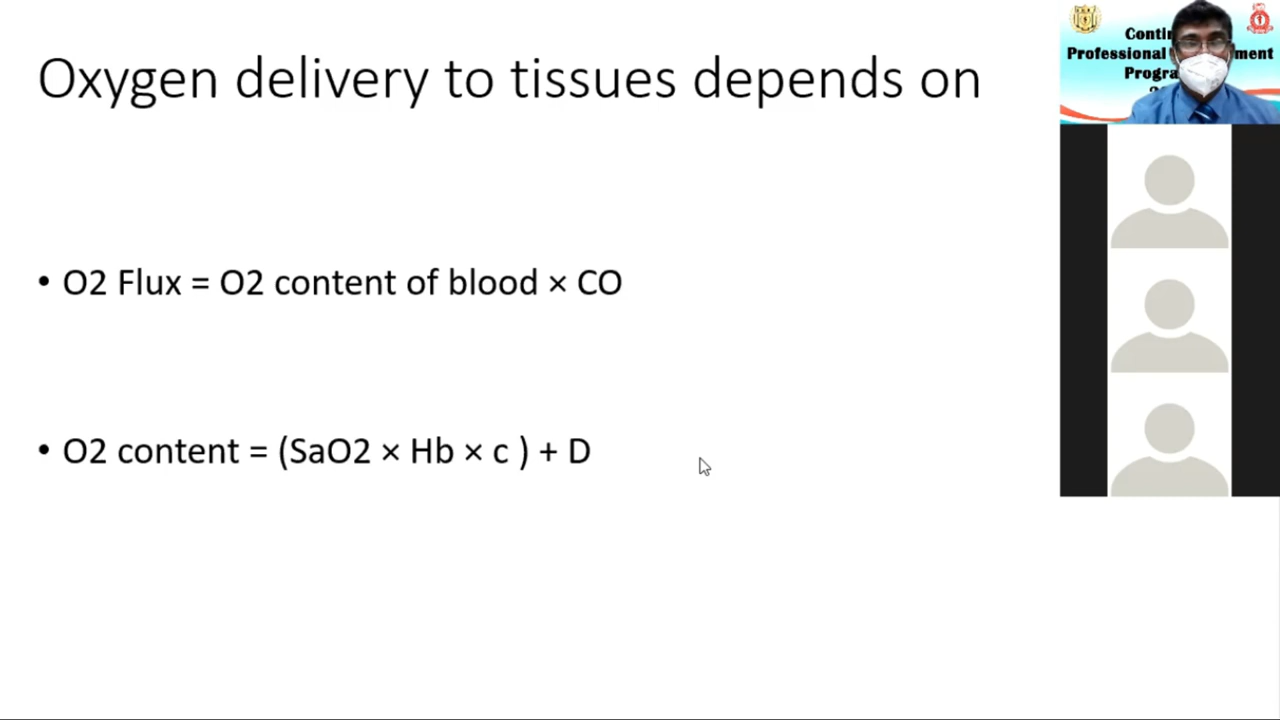 Oxygen delivery to tissues depends on
• O2 Flux = O2 content of blood × CO
• O2 content = (SaO2 × Hb × c ) + D
Professional